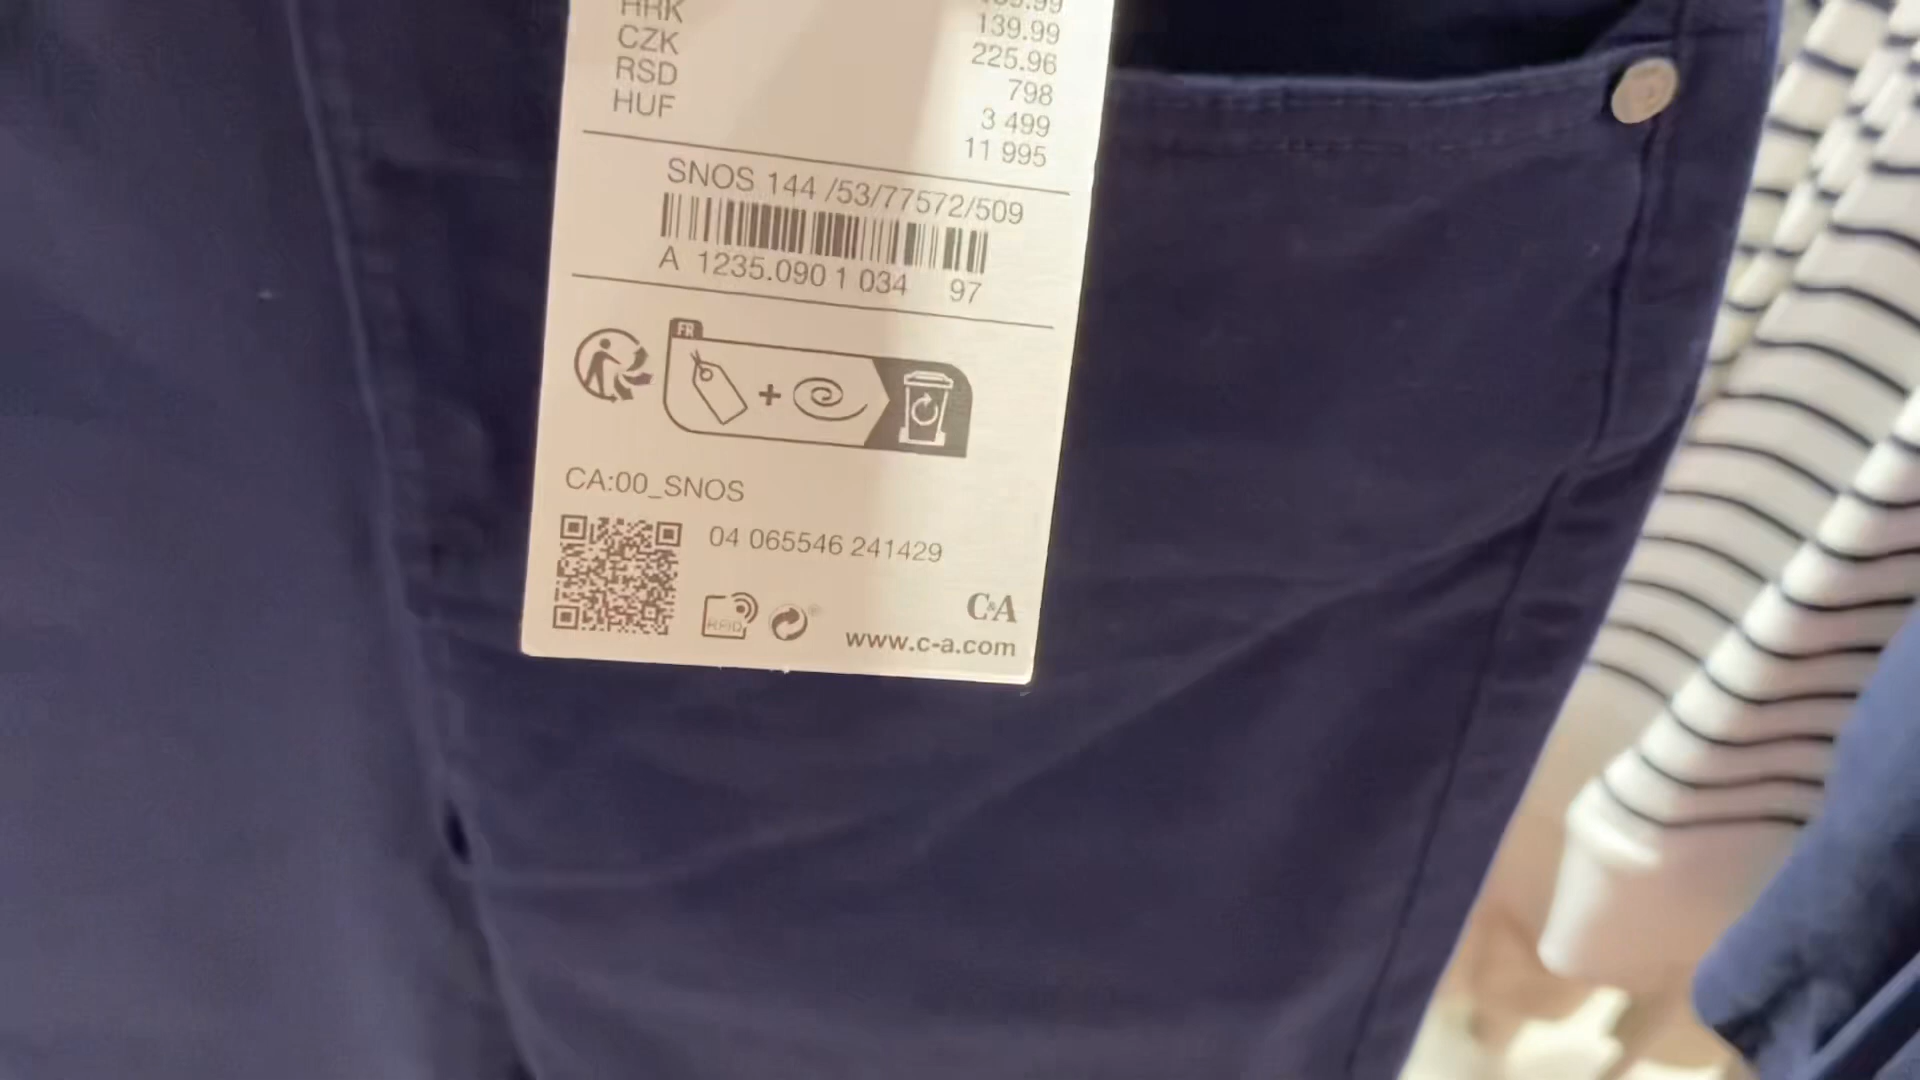 HRK 139.99
CZK 225.96
RSD 798
HUF 3 499
11 995
SNOS 144 /53/77572/509
A 1235.090 1 034 97
FR
+
CA:00_SNOS
04 065546 241429
RFID
C&A
www.c-a.com